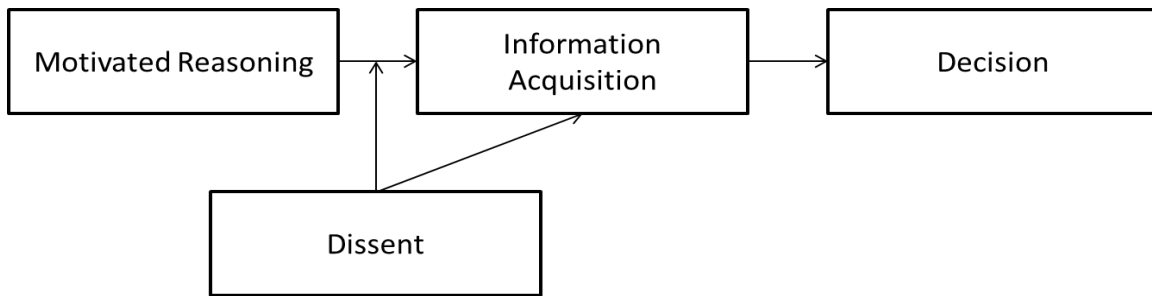 Motivated Reasoning
Information
Acquisition
Decision
Dissent